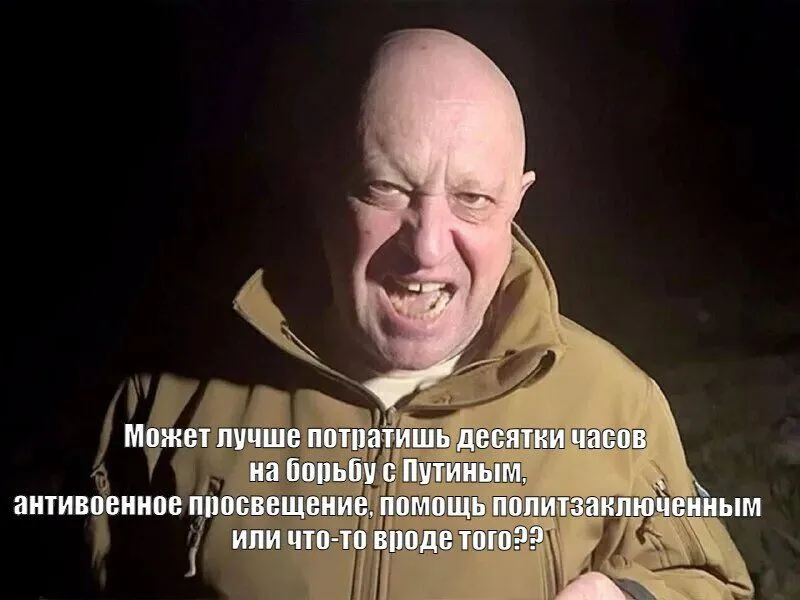 Может лучше потратишь десятки часов
на борьбу с Путиным,
антивоенное просвещение, помощь политзаключенным
или что-то вроде того??